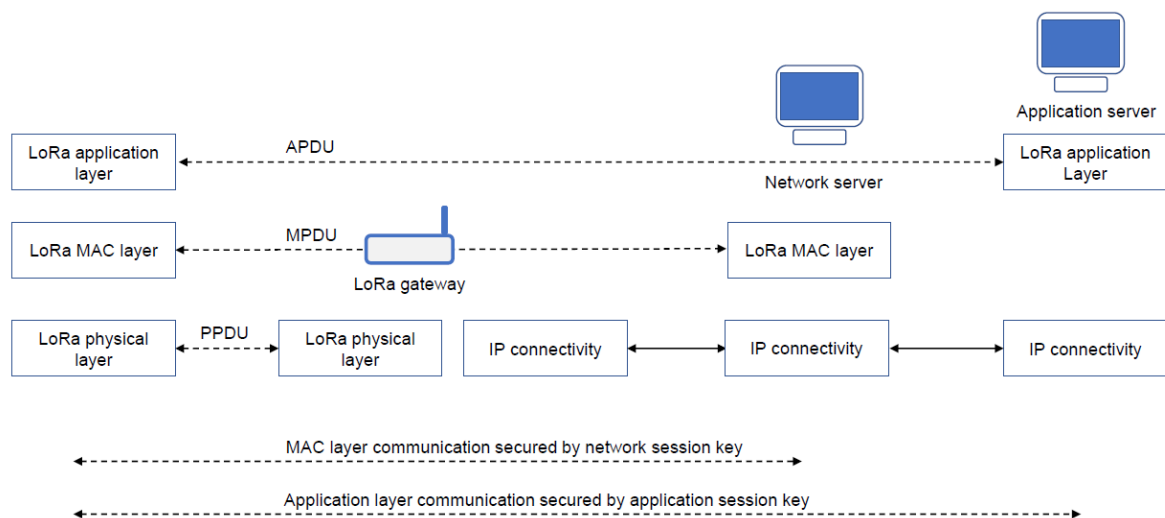 Application server
LoRa application
layer
APDU
LoRa application
Layer
Network server
LoRa MAC layer
MPDU
LoRa gateway
LoRa MAC layer
LoRa physical
layer
PPDU
LoRa physical
layer
IP connectivity
IP connectivity
IP connectivity
MAC layer communication secured by network session key
Application layer communication secured by application session key